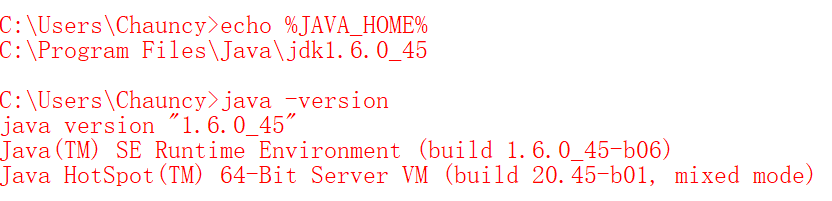 C:\Users\Chauncy>echo %JAVA_HOME%
C:\Program Files\Java\jdk1.6.0_45
C:\Users\Chauncy>java -version
java version "1.6.0_45"
Java(TM) SE Runtime Environment (build 1.6.0_45-b06)
Java HotSpot(TM) 64-Bit Server VM (build 20.45-b01, mixed mode)